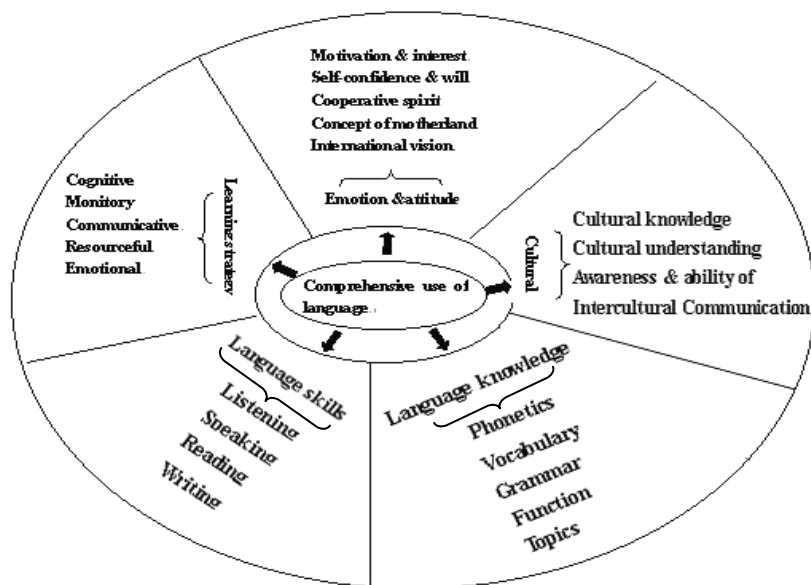 Motivation & interest
Self-confidence & will
Cooperative spirit
Concept of motherland
International vision
Emotion & attitude
Cognitive
Monitory
Communicative
Resourceful
Emotional
Learning strategy
Cultural
Cultural knowledge
Cultural understanding
Awareness & ability of
Intercultural Communication
Comprehensive use of
language
Language skills
Listening
Speaking
Reading
Writing
Language knowledge
Phonetics
Vocabulary
Grammar
Function
Topics